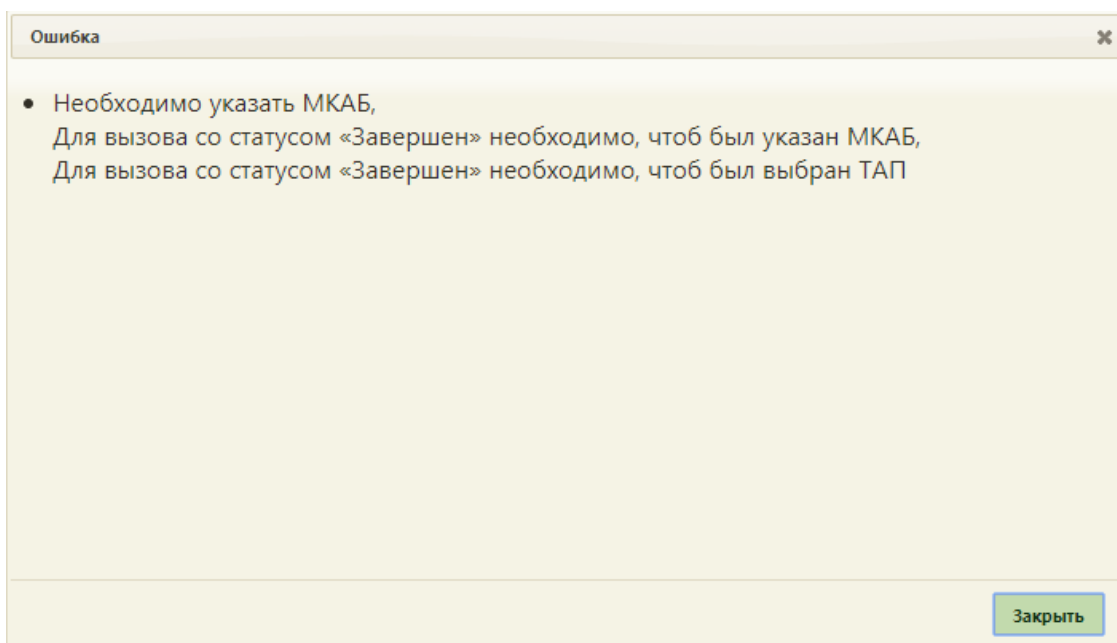 Ошибка
Необходимо указать МКАБ,
Для вызова со статусом «Завершен» необходимо, чтоб был указан МКАБ,
Для вызова со статусом «Завершен» необходимо, чтоб был выбран ТАП
Закрыть